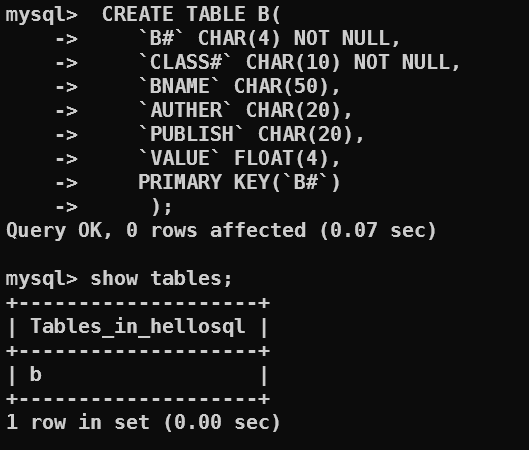 mysql>  CREATE TABLE B(
    ->     `B#` CHAR(4) NOT NULL,
    ->     `CLASS#` CHAR(10) NOT NULL,
    ->     `BNAME` CHAR(50),
    ->     `AUTHER` CHAR(20),
    ->     `PUBLISH` CHAR(20),
    ->     `VALUE` FLOAT(4),
    ->     PRIMARY KEY(`B#`)
    ->      );
Query OK, 0 rows affected (0.07 sec)

mysql> show tables;
+--------------------+
| Tables_in_hellosql |
+--------------------+
| b                  |
+--------------------+
1 row in set (0.00 sec)